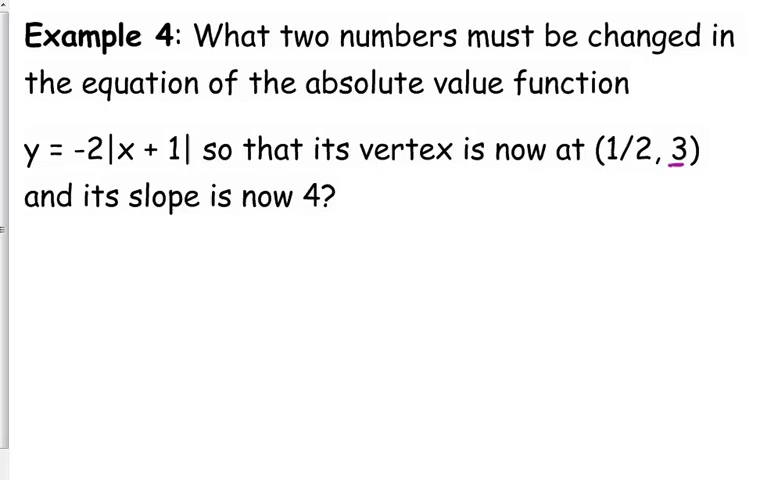 Example 4: What two numbers must be changed in
the equation of the absolute value function
y = -2|x + 1| so that its vertex is now at (1/2, 3)
and its slope is now 4?